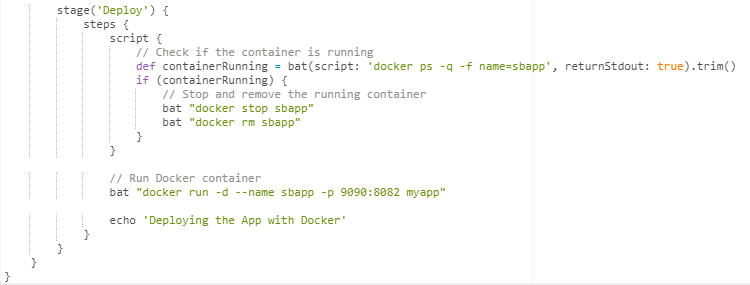 stage('Deploy') {
steps {
script {
// Check if the container is running
def containerRunning = bat(script: 'docker ps -q -f name=sbapp', returnStdout: true).trim()
if (containerRunning) {
// Stop and remove the running container
bat "docker stop sbapp"
bat "docker rm sbapp"
}
}
// Run Docker container
bat "docker run -d --name sbapp -p 9090:8082 myapp"
echo 'Deploying the App with Docker'
}
}
}
}